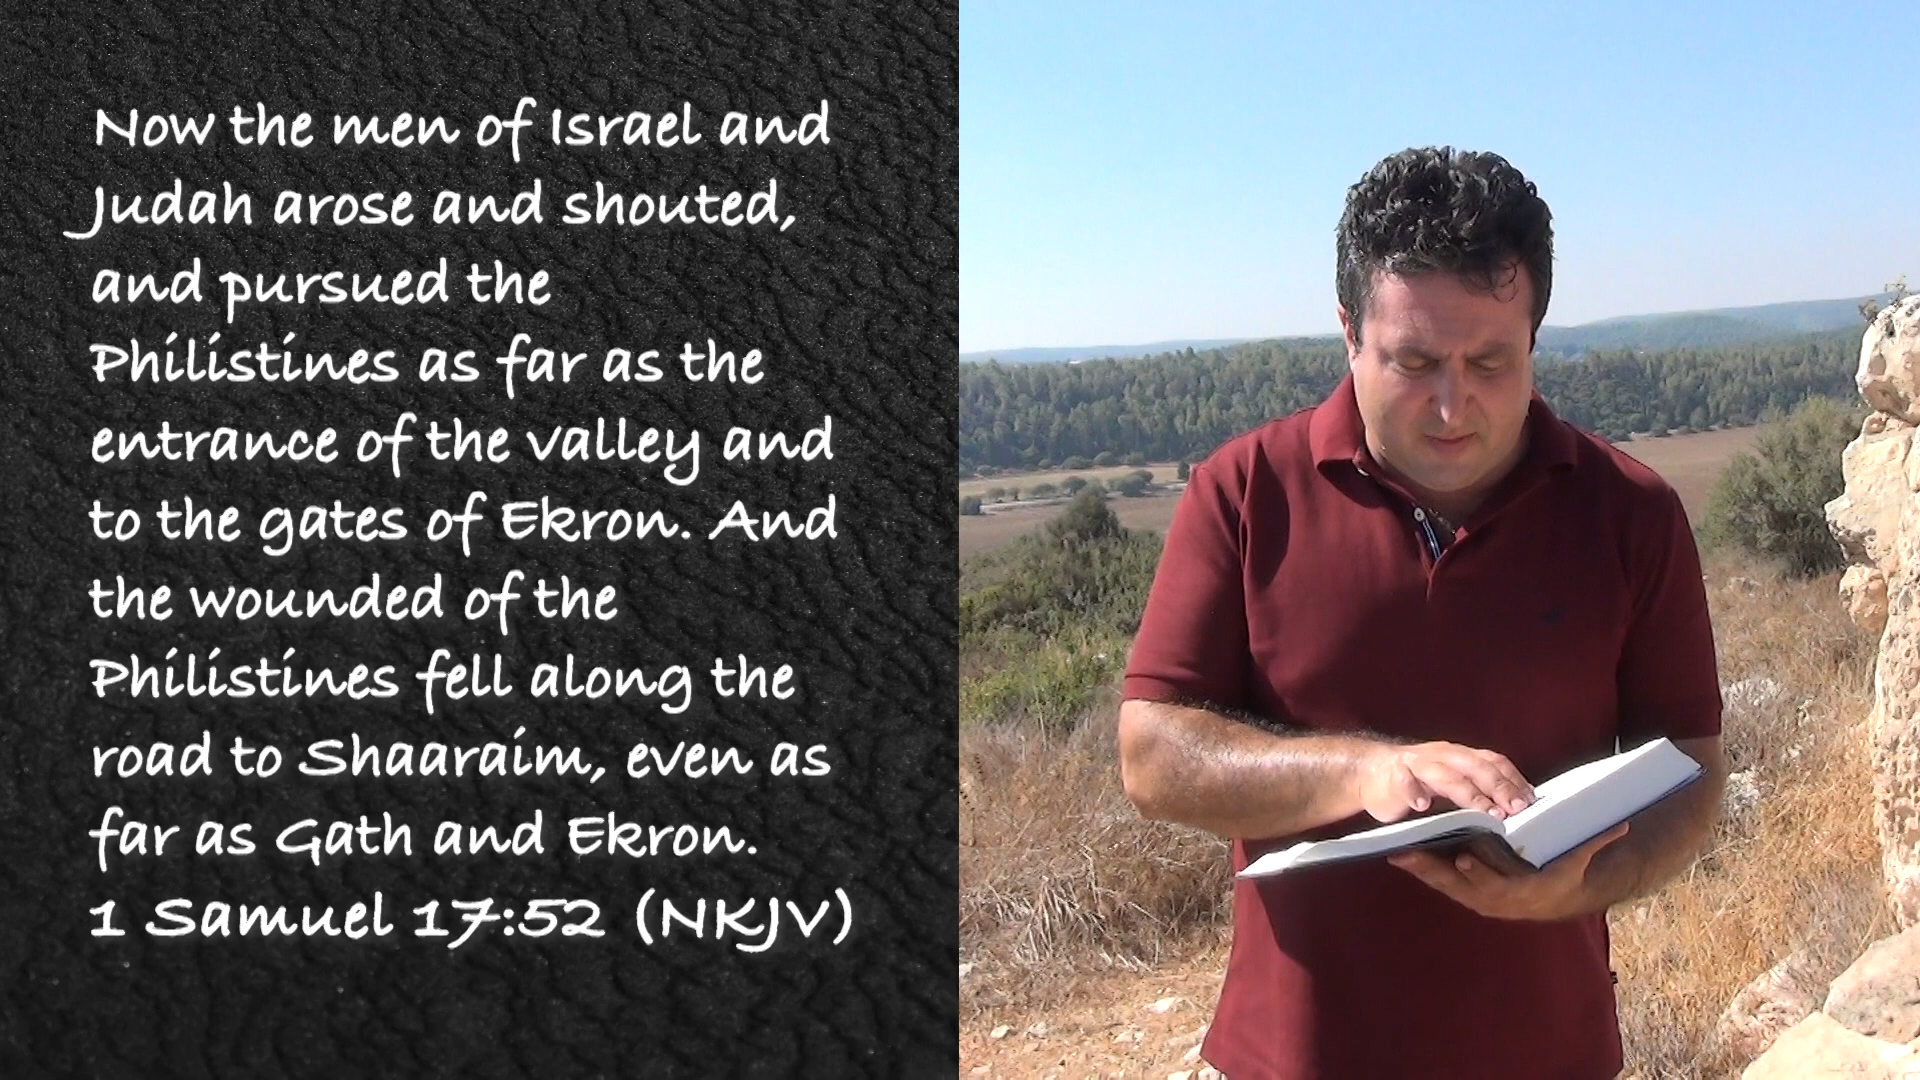 Now the men of Israel and
Judah arose and shouted,
and pursued the
Philistines as far as the
entrance of the valley and
to the gates of Ekron. And
the wounded of the
Philistines fell along the
road to Shaaraim, even as
far as Gath and Ekron.
1 Samuel 17:52 (NKJV)